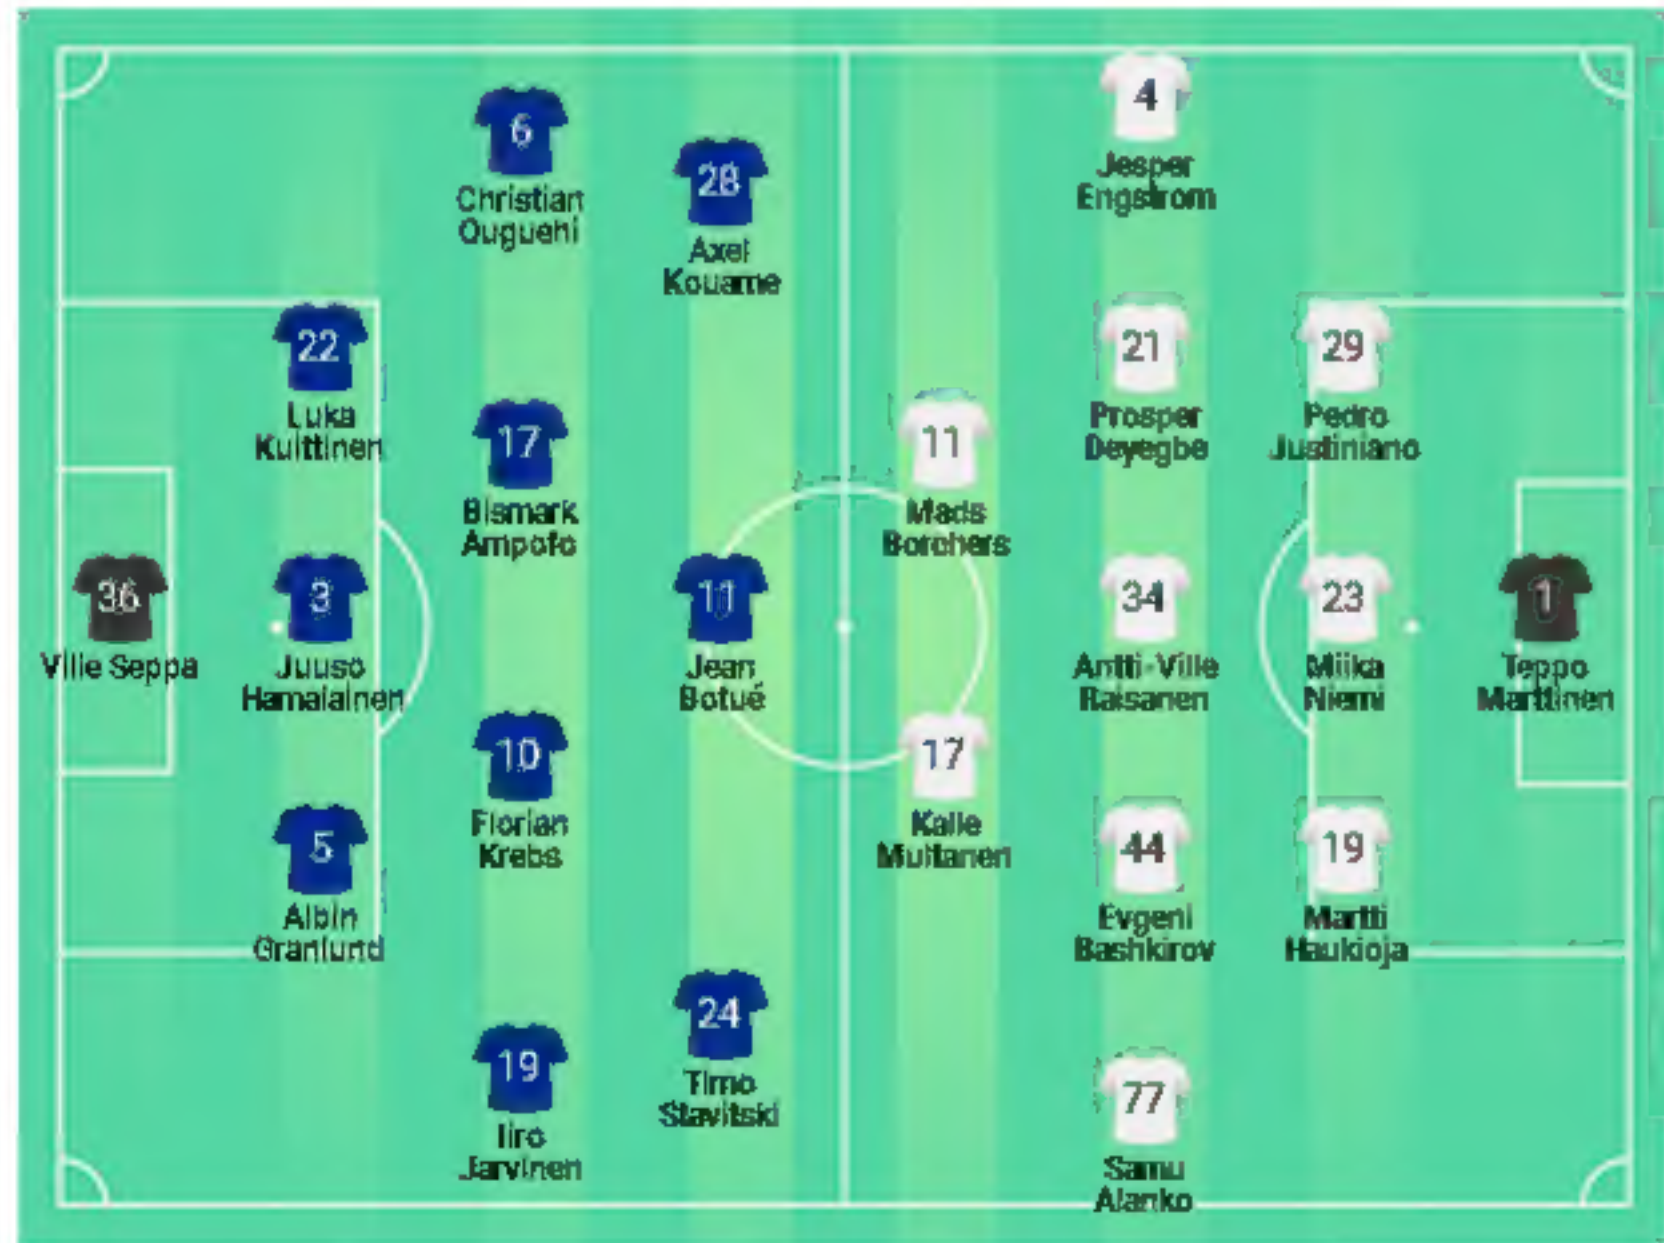 36
Ville Seppa
22
Luka
Kuittinen
3
Juuso
Hamalainen
5
Albin
Granlund
6
Christian
Ouguehi
17
Bismark
Ampofo
10
Florian
Krebs
19
Iiro
Jarvinen
28
Axel
Kouame
11
Jean
Botué
24
Timo
Stavitski
11
Mads
Borchers
17
Kalle
Multanen
4
Jesper
Engstrom
21
Prosper
Deyegbe
34
Antti-Ville
Raisanen
44
Evgeni
Bashkirov
77
Samu
Alanko
29
Pedro
Justiniano
23
Miika
Niemi
19
Martti
Haukioja
1
Teppo
Marttinen